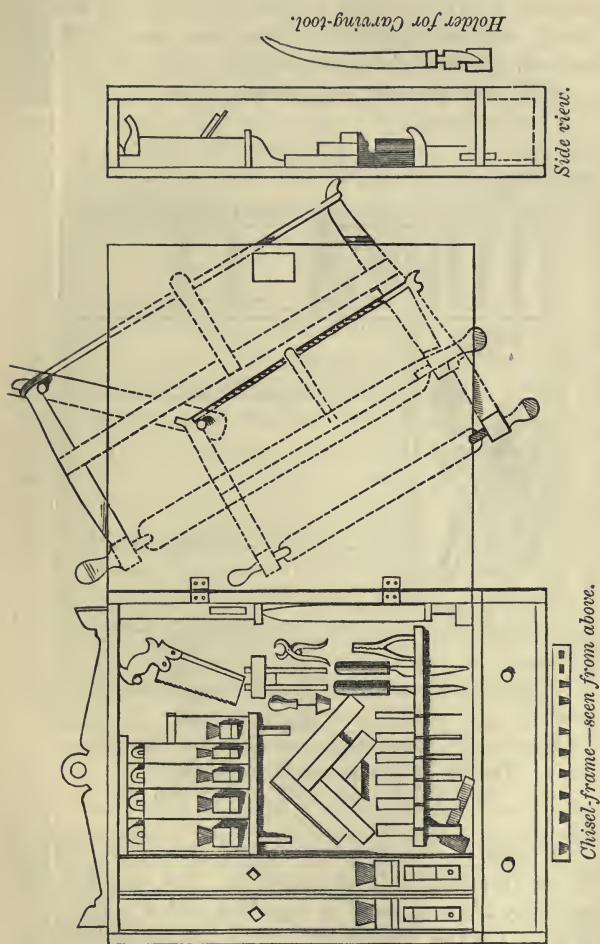 Holder for Carving-tool.
Side view.
Chisel-frame—seen from above.